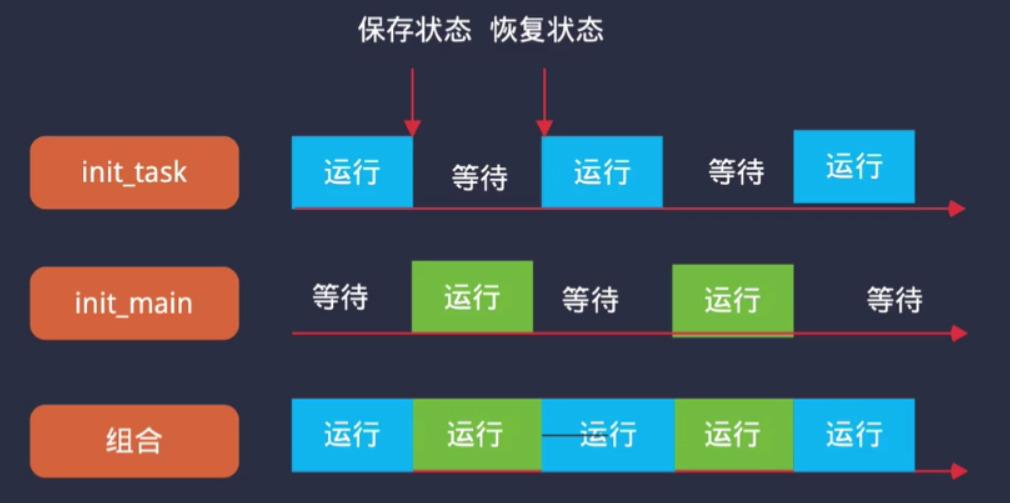 保存状态 恢复状态
init_task 运行 等待 运行 等待 运行
init_main 等待 运行 等待 运行 等待
组合 运行 运行 运行 运行 运行